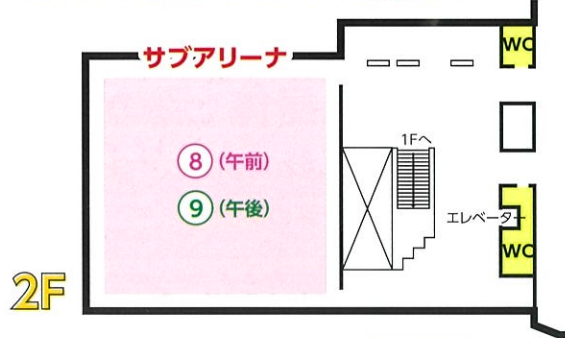 サブアリーナ
WC
⑧(午前)
1Fへ
⑨(午後)
エレベーター
WC
2F